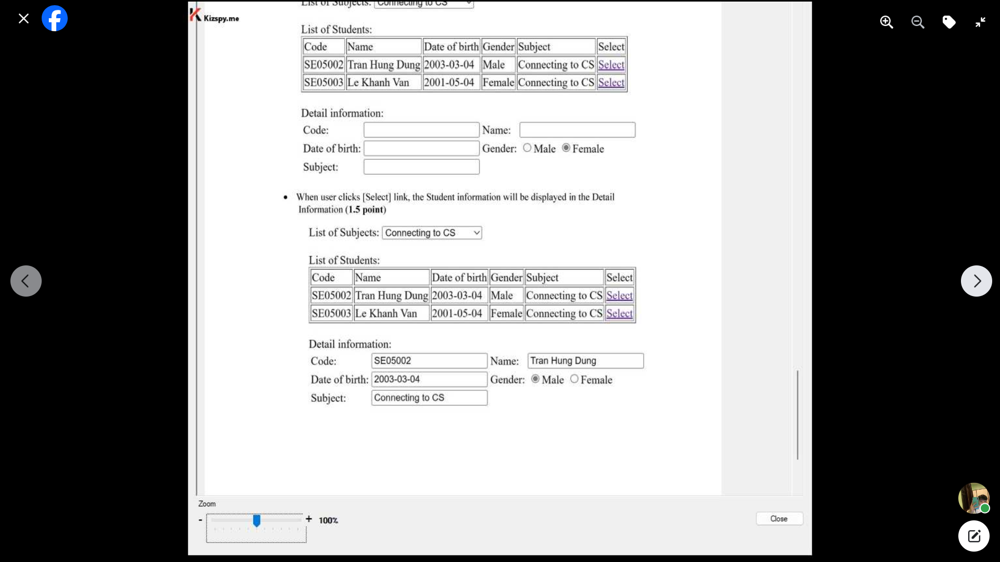 List of Subjects: Connecting to CS
Kizspy.me
List of Students:
Code Name Date of birth Gender Subject Select
SE05002 Tran Hung Dung 2003-03-04 Male Connecting to CS Select
SE05003 Le Khanh Van 2001-05-04 Female Connecting to CS Select
Detail information:
Code: Name:
Date of birth: Gender: Male Female
Subject:
• When user clicks [Select] link, the Student information will be displayed in the Detail
Information (1.5 point)
List of Subjects: Connecting to CS
List of Students:
Code Name Date of birth Gender Subject Select
SE05002 Tran Hung Dung 2003-03-04 Male Connecting to CS Select
SE05003 Le Khanh Van 2001-05-04 Female Connecting to CS Select
Detail information:
Code: SE05002 Name: Tran Hung Dung
Date of birth: 2003-03-04 Gender: Male Female
Subject: Connecting to CS
Zoom
- + 100%
Close